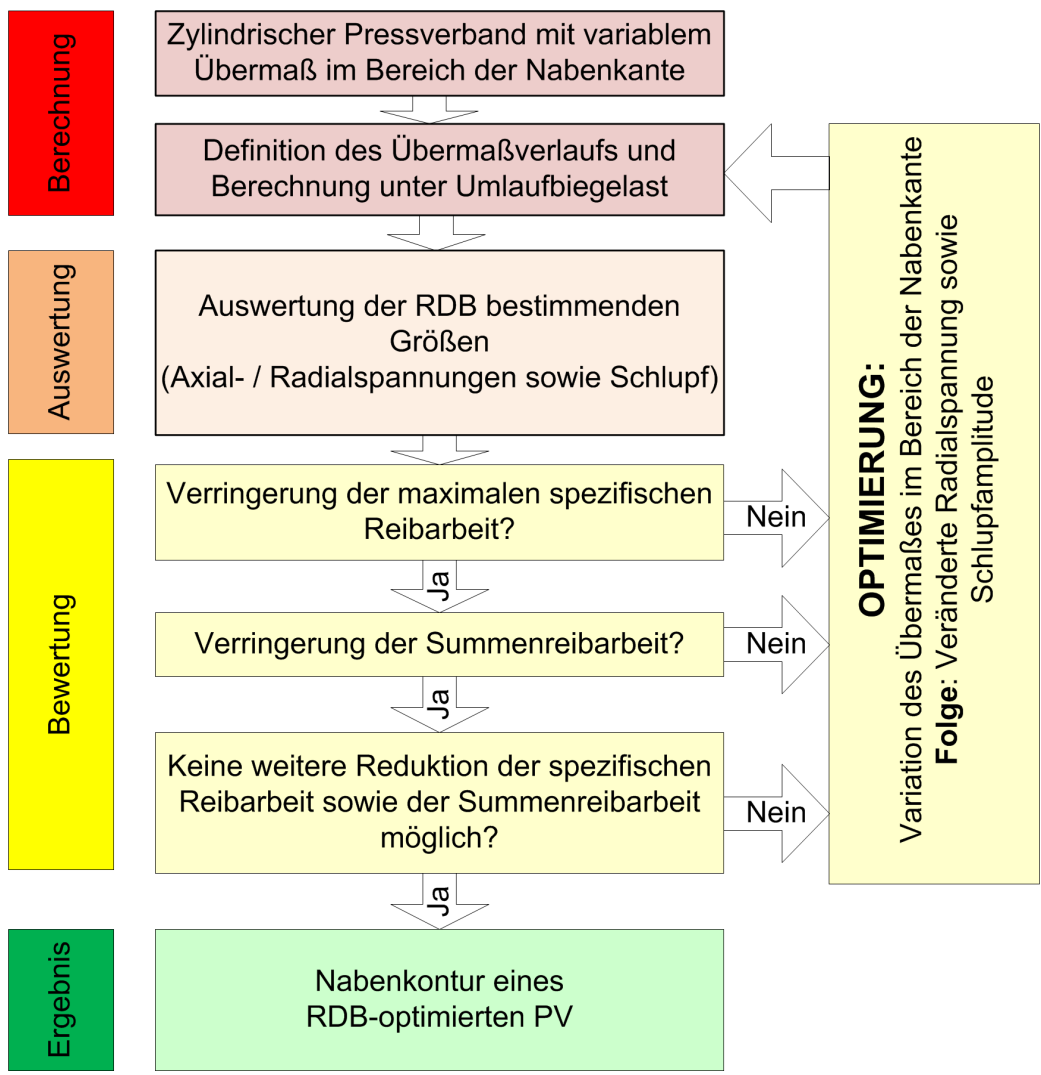 Berechnung
Zylindrischer Pressverband mit variablem
Übermaß im Bereich der Nabenkante
Definition des Übermaßverlaufs und
Berechnung unter Umlaufbiegelast
Auswertung
Auswertung der RDB bestimmenden
Größen
(Axial- / Radialspannungen sowie Schlupf)
Bewertung
Verringerung der maximalen spezifischen
Reibarbeit?
Nein
Ja
Verringerung der Summenreibarbeit?
Nein
Ja
Keine weitere Reduktion der spezifischen
Reibarbeit sowie der Summenreibarbeit
möglich?
Nein
Ja
OPTIMIERUNG:
Variation des Übermaßes im Bereich der Nabenkante
Folge: Veränderte Radialspannung sowie
Schlupfamplitude
Ergebnis
Nabenkontur eines
RDB-optimierten PV